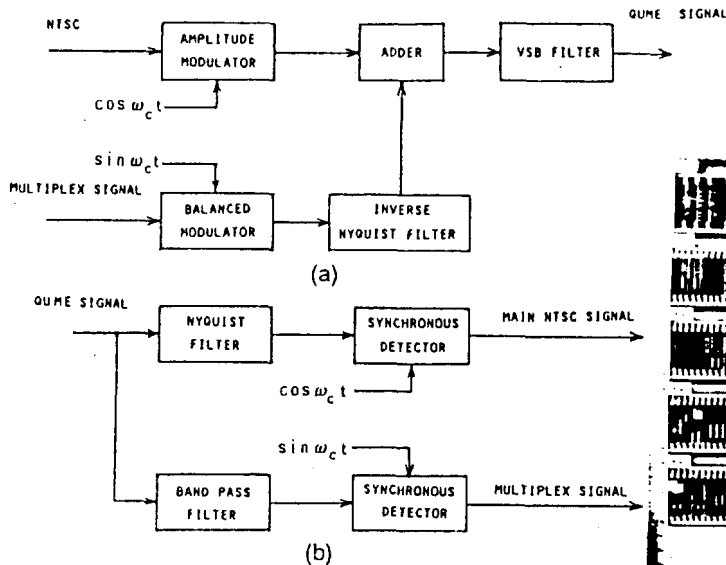 NTSC
AMPLITUDE
MODULATOR
ADDER
VSB FILTER
QUME SIGNAL
cos ω_c t
sin ω_c t
MULTIPLEX SIGNAL
BALANCED
MODULATOR
INVERSE
NYQUIST FILTER
(a)
QUME SIGNAL
NYQUIST
FILTER
SYNCHRONOUS
DETECTOR
MAIN NTSC SIGNAL
cos ω_c t
sin ω_c t
BAND PASS
FILTER
SYNCHRONOUS
DETECTOR
MULTIPLEX SIGNAL
(b)